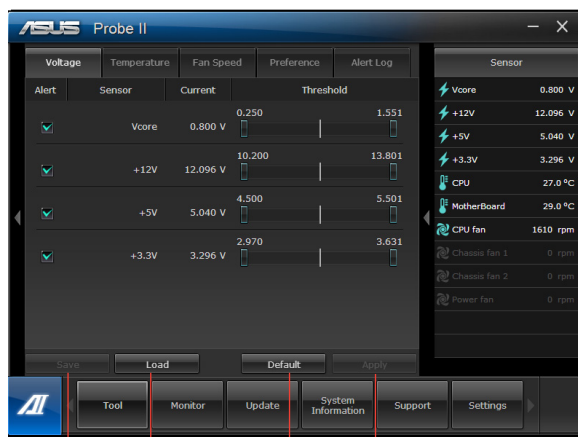 ASUS Probe II
Voltage Temperature Fan Speed Preference Alert Log
Alert Sensor Current Threshold
0.250 1.551
Vcore 0.800 V
10.200 13.801
+12V 12.096 V
4.500 5.501
+5V 5.040 V
2.970 3.631
+3.3V 3.296 V
Save Load Default Apply
Sensor
Vcore 0.800 V
+12V 12.096 V
+5V 5.040 V
+3.3V 3.296 V
CPU 27.0 ºC
MotherBoard 29.0 ºC
CPU fan 1610 rpm
Chassis fan 1 0 rpm
Chassis fan 2 0 rpm
Power fan 0 rpm
Tool Monitor Update System Information Support Settings